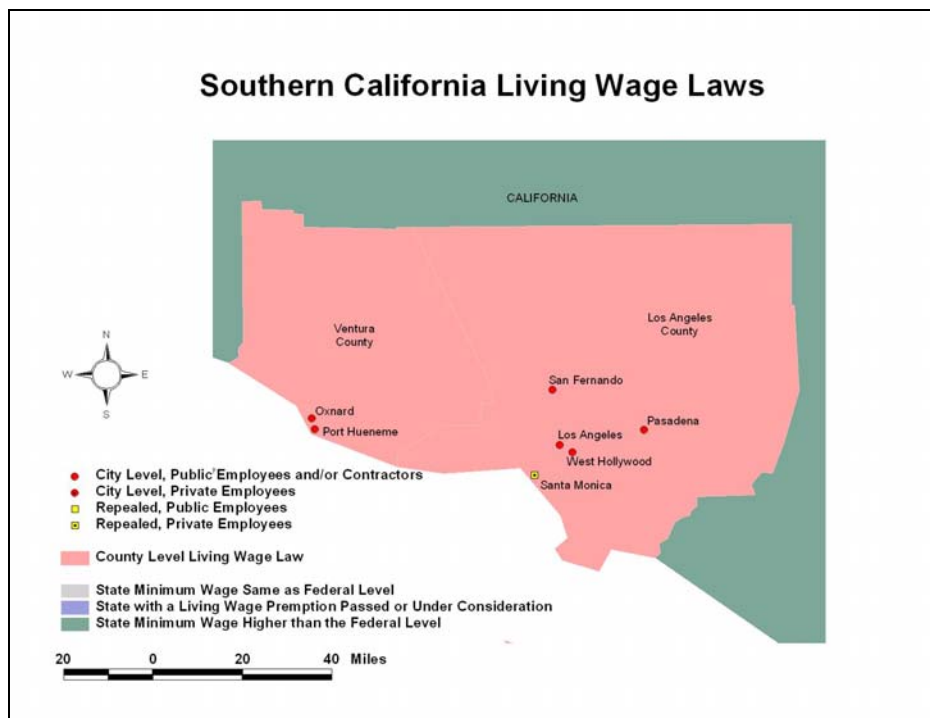 Southern California Living Wage Laws
CALIFORNIA
Ventura
County
Los Angeles
County
N
W
E
S
San Fernando
Oxnard
Port Hueneme
Pasadena
Los Angeles
West Hollywood
Santa Monica
City Level, Public Employees and/or Contractors
City Level, Private Employees
Repealed, Public Employees
Repealed, Private Employees
County Level Living Wage Law
State Minimum Wage Same as Federal Level
State with a Living Wage Premption Passed or Under Consideration
State Minimum Wage Higher than the Federal Level
20 0 20 40 Miles